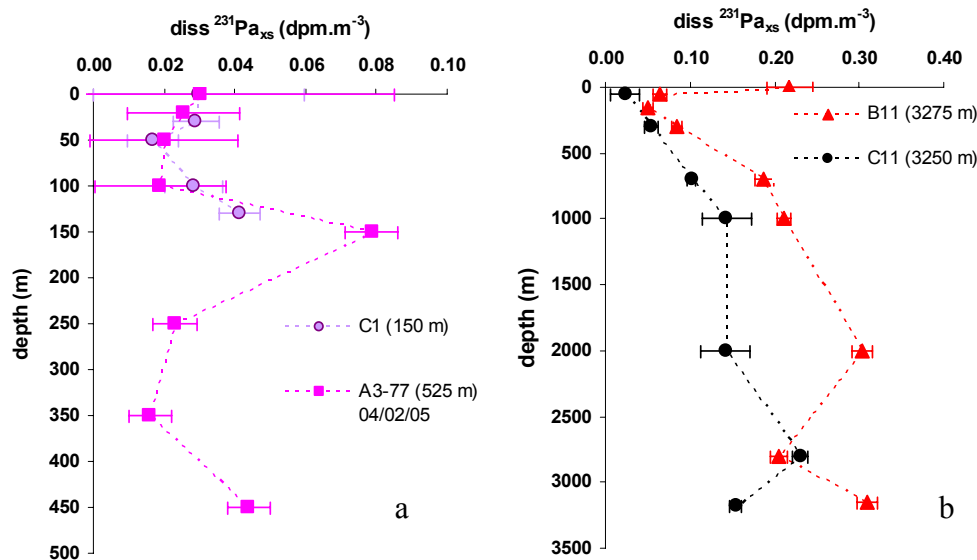 diss ²³¹Paxs (dpm.m⁻³)
0.00 0.02 0.04 0.06 0.08 0.10
0
50
100
150
200
250
300
350
400
450
500
depth (m)
C1 (150 m)
A3-77 (525 m)
04/02/05
a
diss ²³¹Paxs (dpm.m⁻³)
0.00 0.10 0.20 0.30 0.40
0
500
1000
1500
2000
2500
3000
3500
depth (m)
B11 (3275 m)
C11 (3250 m)
b